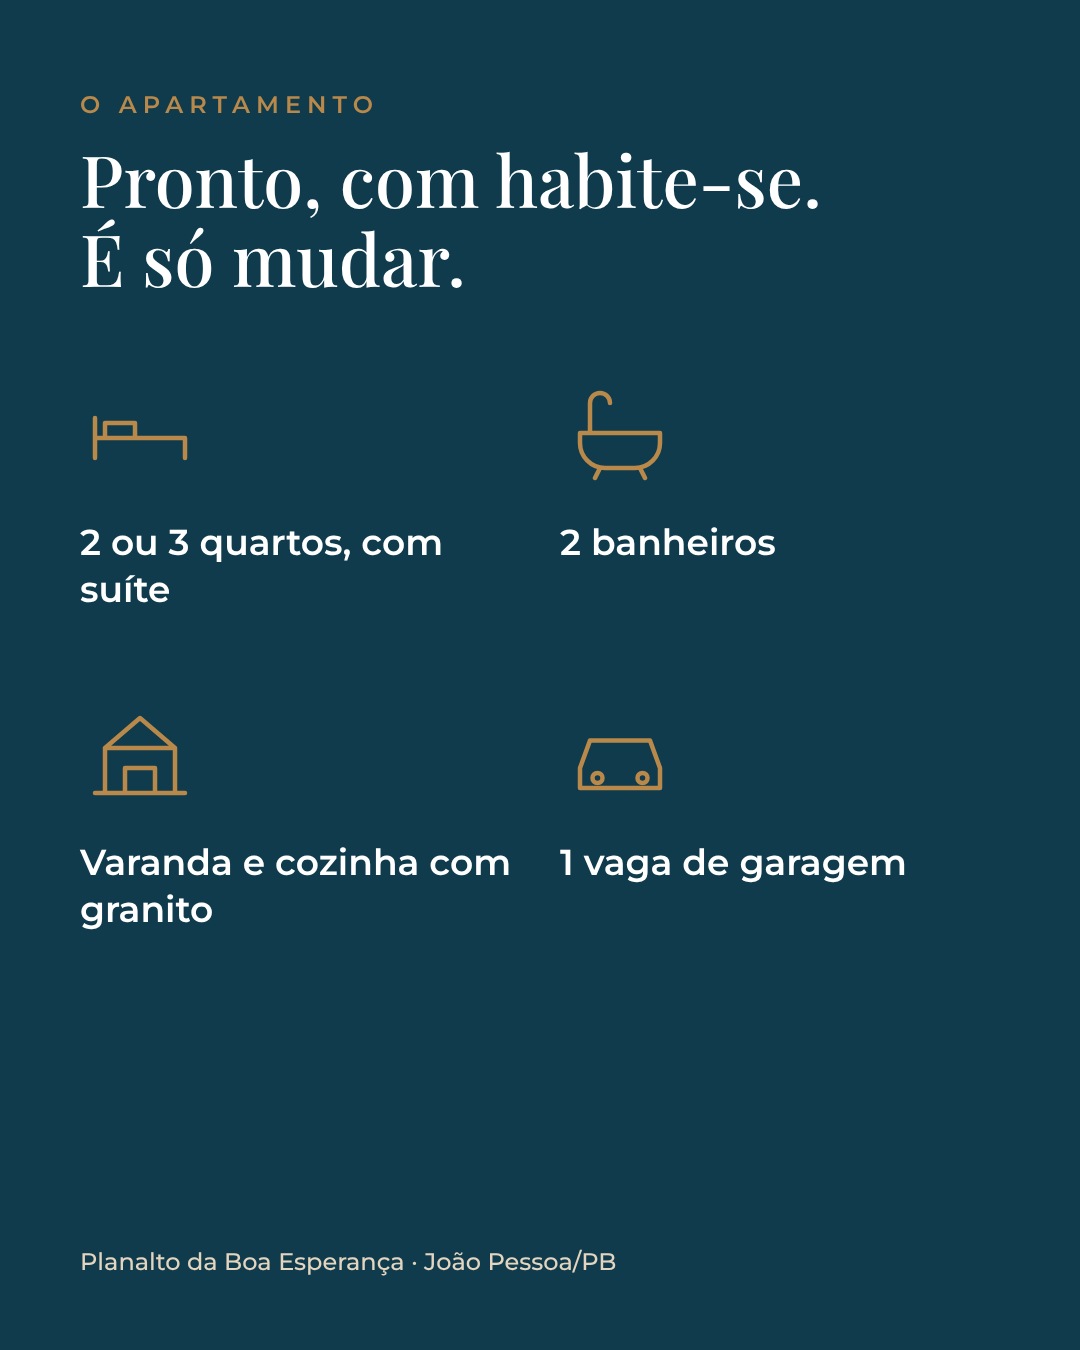 O APARTAMENTO
Pronto, com habite-se.
É só mudar.
2 ou 3 quartos, com
suíte
2 banheiros
Varanda e cozinha com
granito
1 vaga de garagem
Planalto da Boa Esperança · João Pessoa/PB